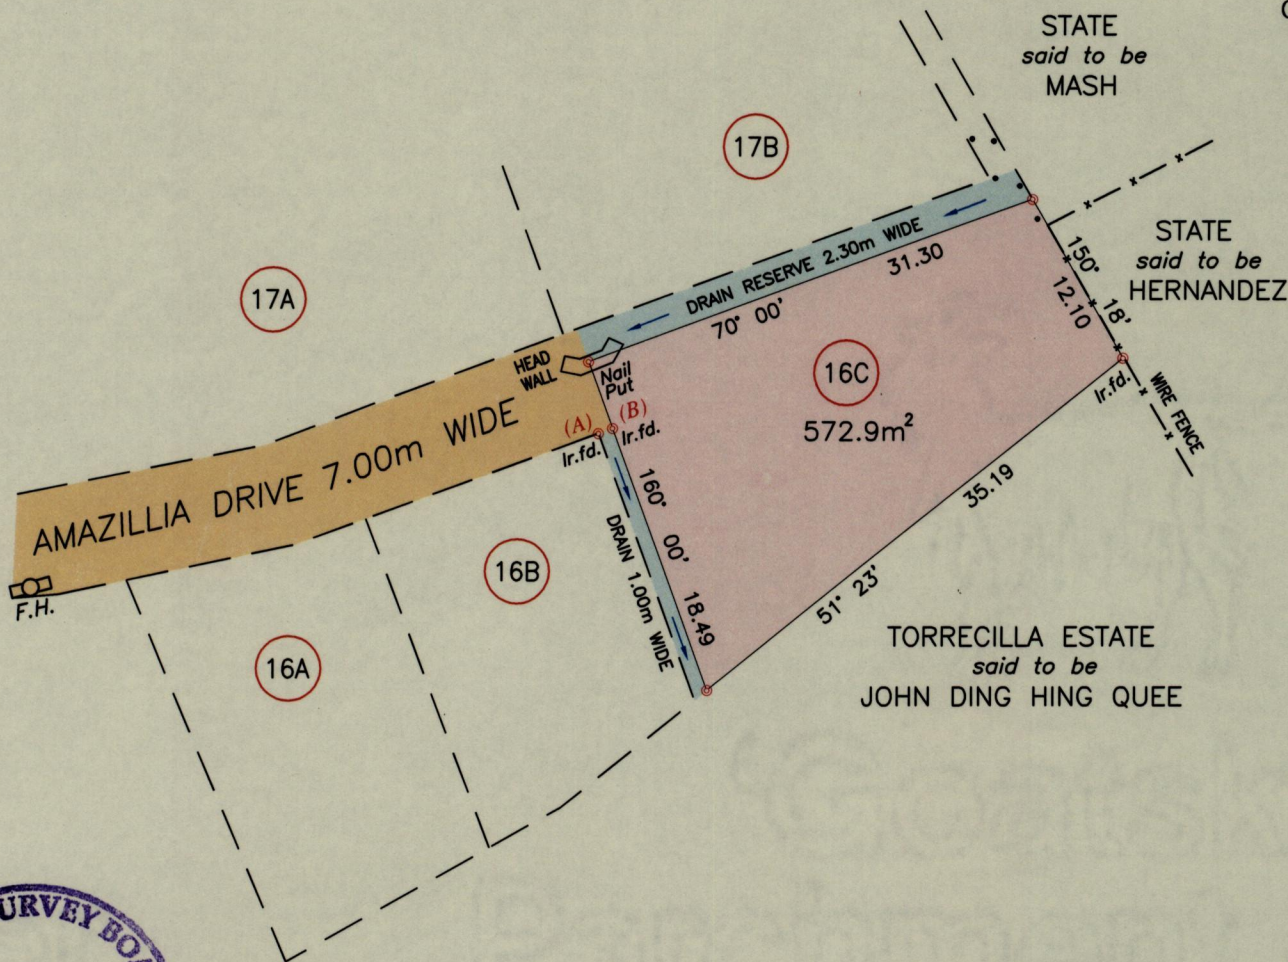 STATE
said to be
MASH
17B
STATE
said to be
HERNANDEZ
17A
DRAIN RESERVE 2.30m WIDE
31.30
70° 00'
150° 18'
12.10
HEAD
WALL
Nail
Put
16C
572.9m²
Ir.fd.
WIRE FENCE
(A)
(B)
Ir.fd.
Ir.fd.
AMAZILLIA DRIVE 7.00m WIDE
F.H.
160° 00'
18.49
DRAIN 1.00m WIDE
35.19
51° 23'
16B
16A
TORRECILLA ESTATE
said to be
JOHN DING HING QUEE